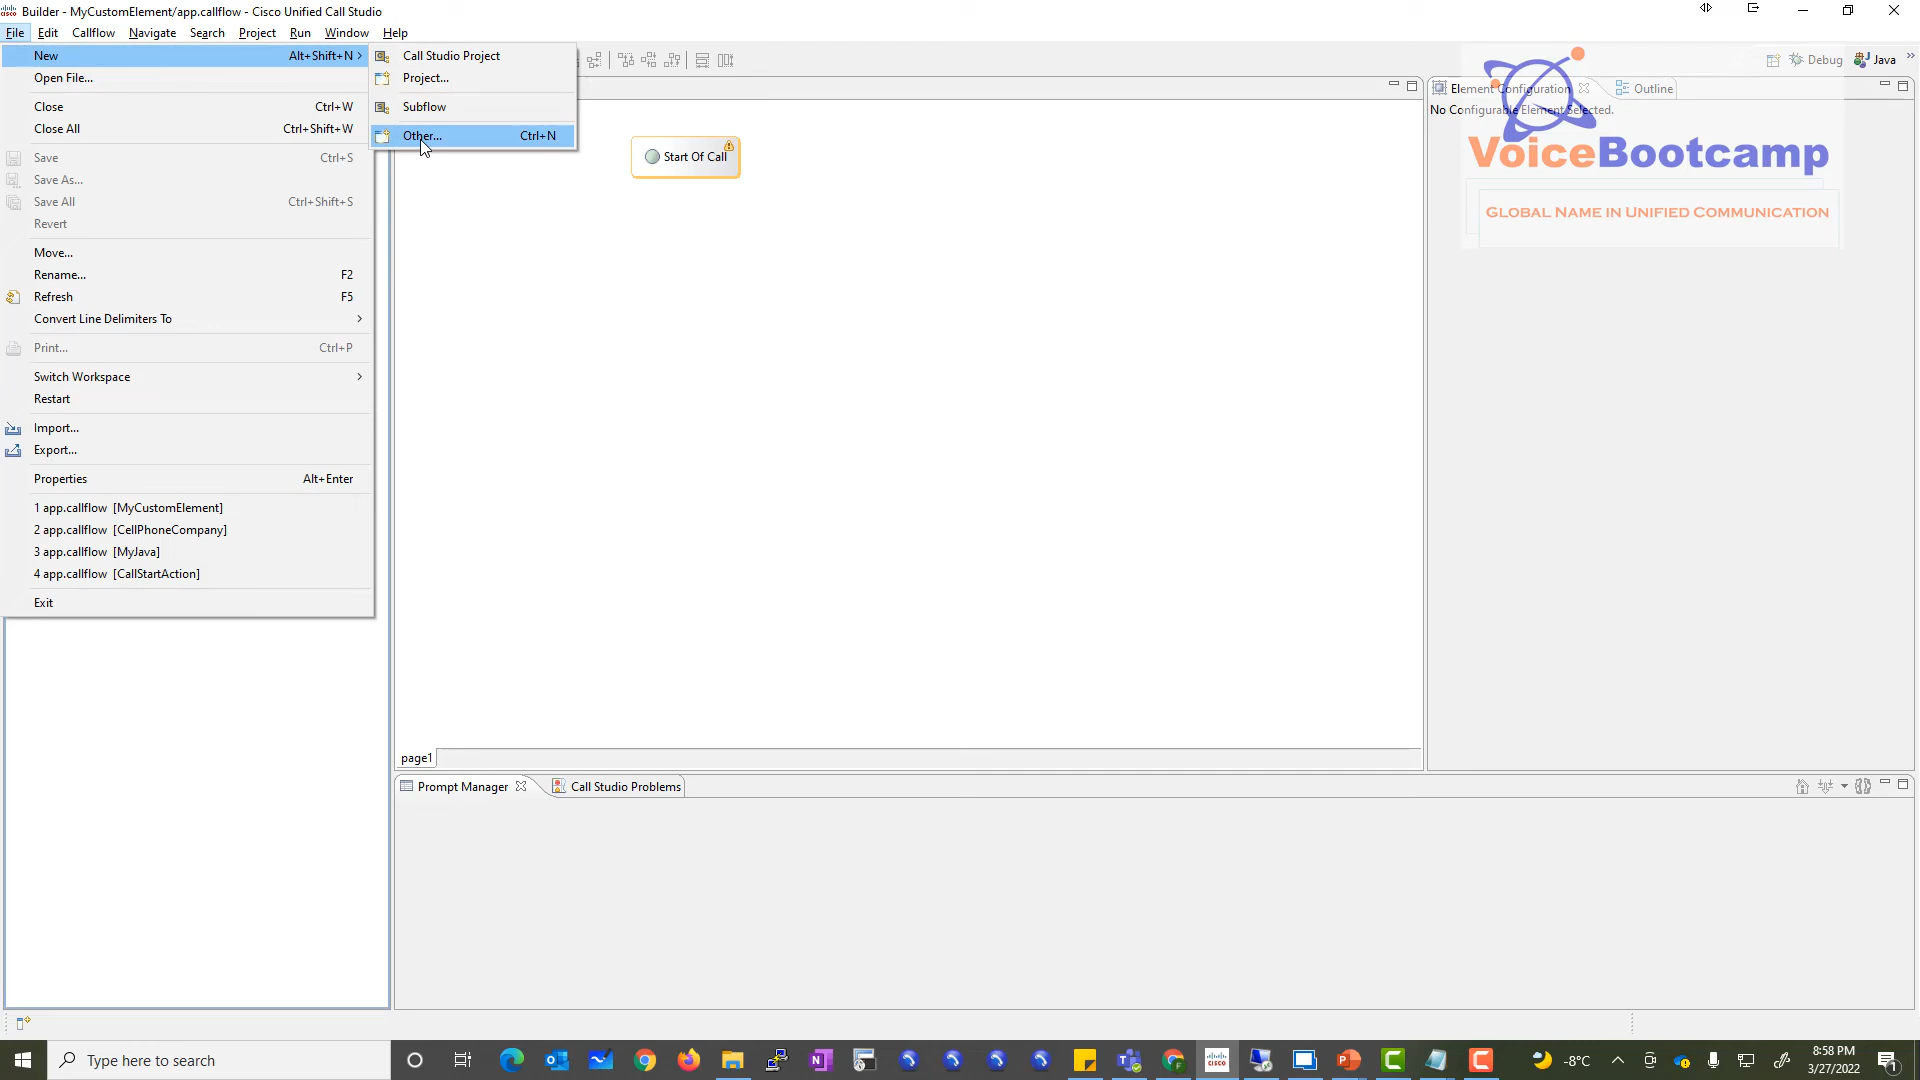 Builder - MyCustomElement/app.callflow - Cisco Unified Call Studio
File Edit Callflow Navigate Search Project Run Window Help
New Alt+Shift+N
Open File...
Close Ctrl+W
Close All Ctrl+Shift+W
Save Ctrl+S
Save As...
Save All Ctrl+Shift+S
Revert
Move...
Rename... F2
Refresh F5
Convert Line Delimiters To
Print... Ctrl+P
Switch Workspace
Restart
Import...
Export...
Properties Alt+Enter
1 app.callflow [MyCustomElement]
2 app.callflow [CellPhoneCompany]
3 app.callflow [MyJava]
4 app.callflow [CallStartAction]
Exit
Call Studio Project
Project...
Subflow
Other... Ctrl+N
Start Of Call
page1
Debug Java
Element Configuration Outline
No Configurable Element Selected.
VoiceBootcamp
Global Name in Unified Communication
Prompt Manager Call Studio Problems
Type here to search
CISCO
-8°C
8:58 PM
3/27/2022
1